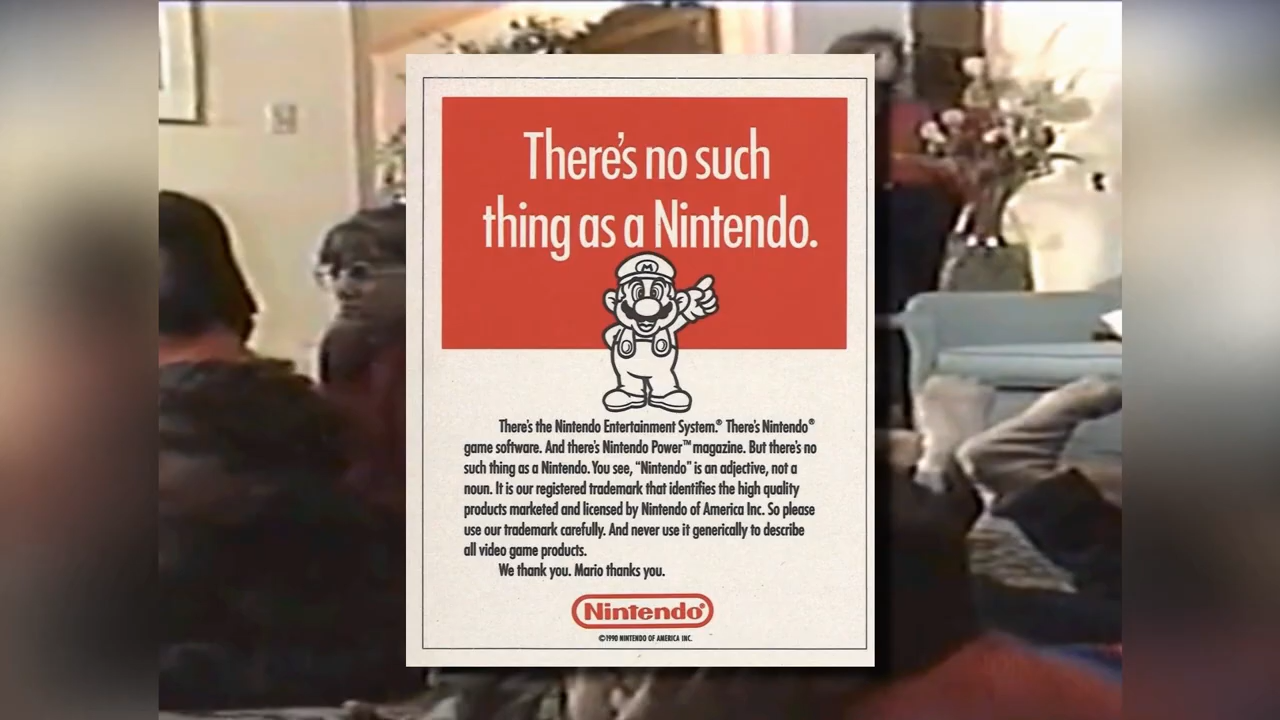 There's no such
thing as a Nintendo.
M
There's the Nintendo Entertainment System.® There's Nintendo®
game software. And there's Nintendo Power™ magazine. But there's no
such thing as a Nintendo. You see, “Nintendo” is an adjective, not a
noun. It is our registered trademark that identifies the high quality
products marketed and licensed by Nintendo of America Inc. So please
use our trademark carefully. And never use it generically to describe
all video game products.
We thank you. Mario thanks you.
Nintendo®
©1990 NINTENDO OF AMERICA INC.